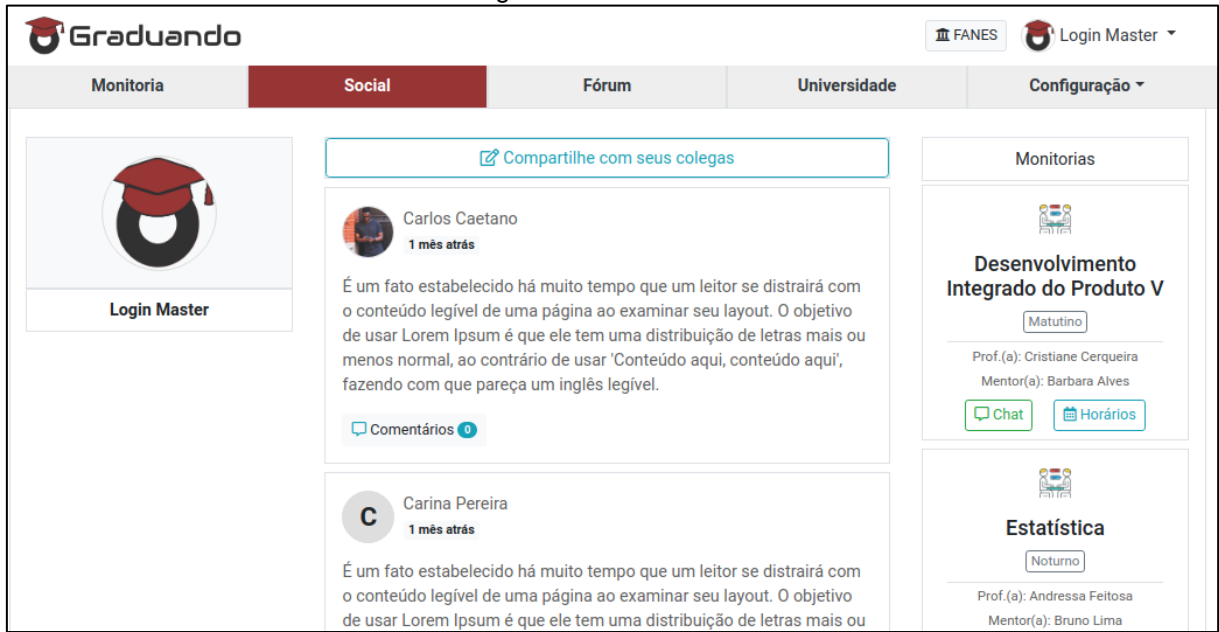 Graduando
FANES
Login Master
Monitoria
Social
Fórum
Universidade
Configuração
Login Master
Compartilhe com seus colegas
Carlos Caetano
1 mês atrás
É um fato estabelecido há muito tempo que um leitor se distrairá com
o conteúdo legível de uma página ao examinar seu layout. O objetivo
de usar Lorem Ipsum é que ele tem uma distribuição de letras mais ou
menos normal, ao contrário de usar 'Conteúdo aqui, conteúdo aqui',
fazendo com que pareça um inglês legível.
Comentários 0
C
Carina Pereira
1 mês atrás
É um fato estabelecido há muito tempo que um leitor se distrairá com
o conteúdo legível de uma página ao examinar seu layout. O objetivo
de usar Lorem Ipsum é que ele tem uma distribuição de letras mais ou
Monitorias
Desenvolvimento
Integrado do Produto V
Matutino
Prof.(a): Cristiane Cerqueira
Mentor(a): Barbara Alves
Chat
Horários
Estatística
Noturno
Prof.(a): Andressa Feitosa
Mentor(a): Bruno Lima